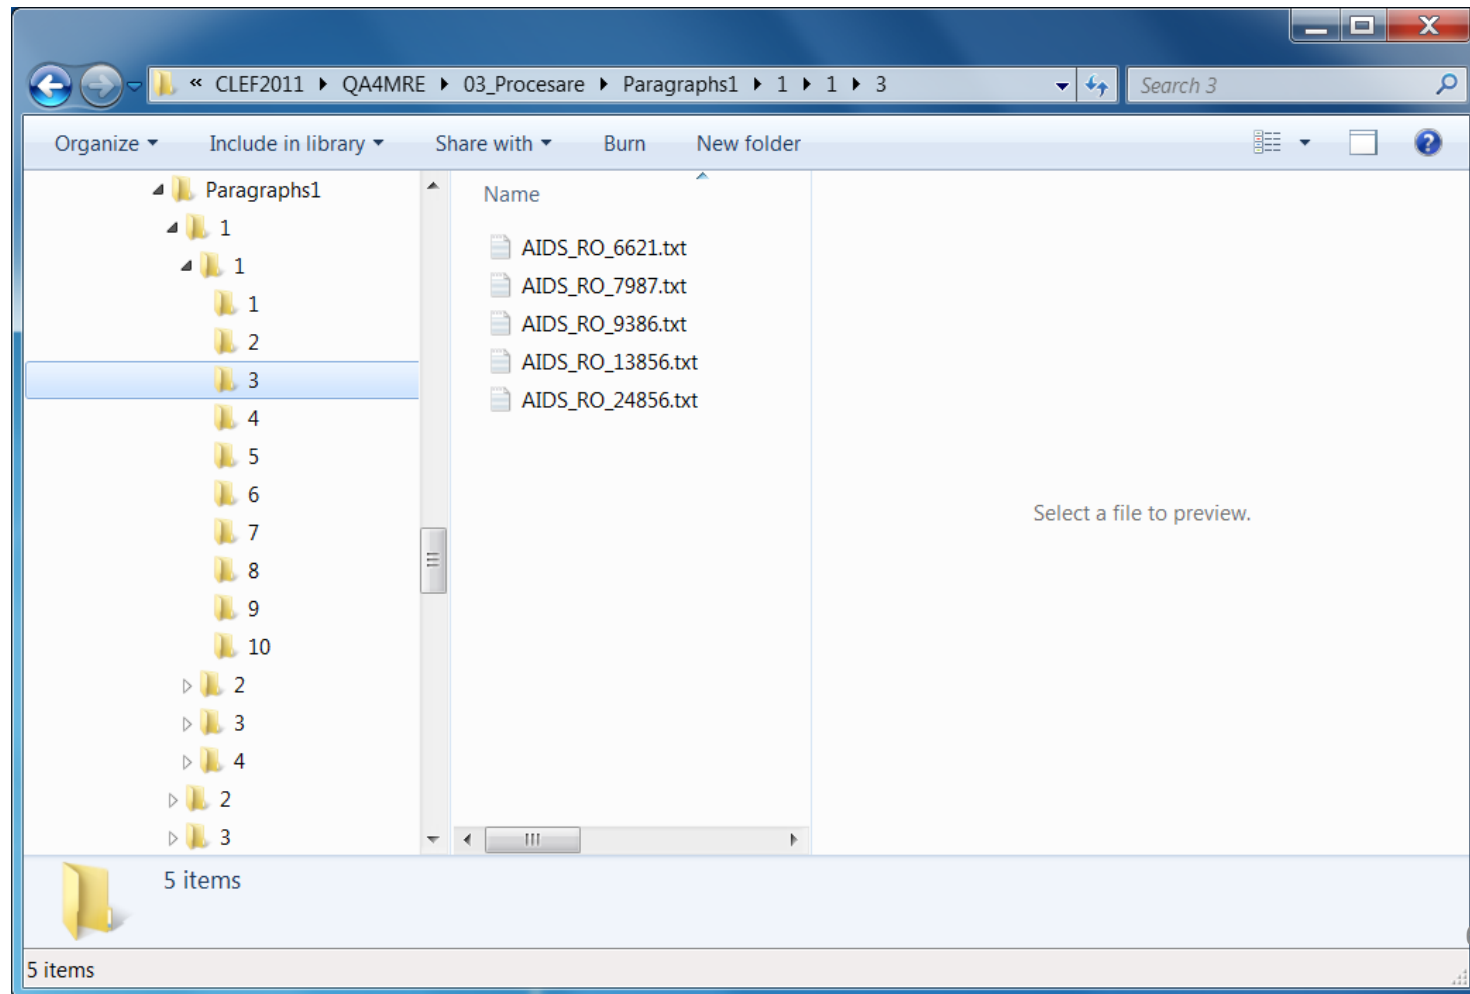 « CLEF2011 ▸ QA4MRE ▸ 03_Procesare ▸ Paragraphs1 ▸ 1 ▸ 1 ▸ 3
Search 3
Organize Include in library Share with Burn New folder
Paragraphs1
1
1
1
2
3
4
5
6
7
8
9
10
2
3
4
2
3
Name
AIDS_RO_6621.txt
AIDS_RO_7987.txt
AIDS_RO_9386.txt
AIDS_RO_13856.txt
AIDS_RO_24856.txt
Select a file to preview.
5 items
5 items